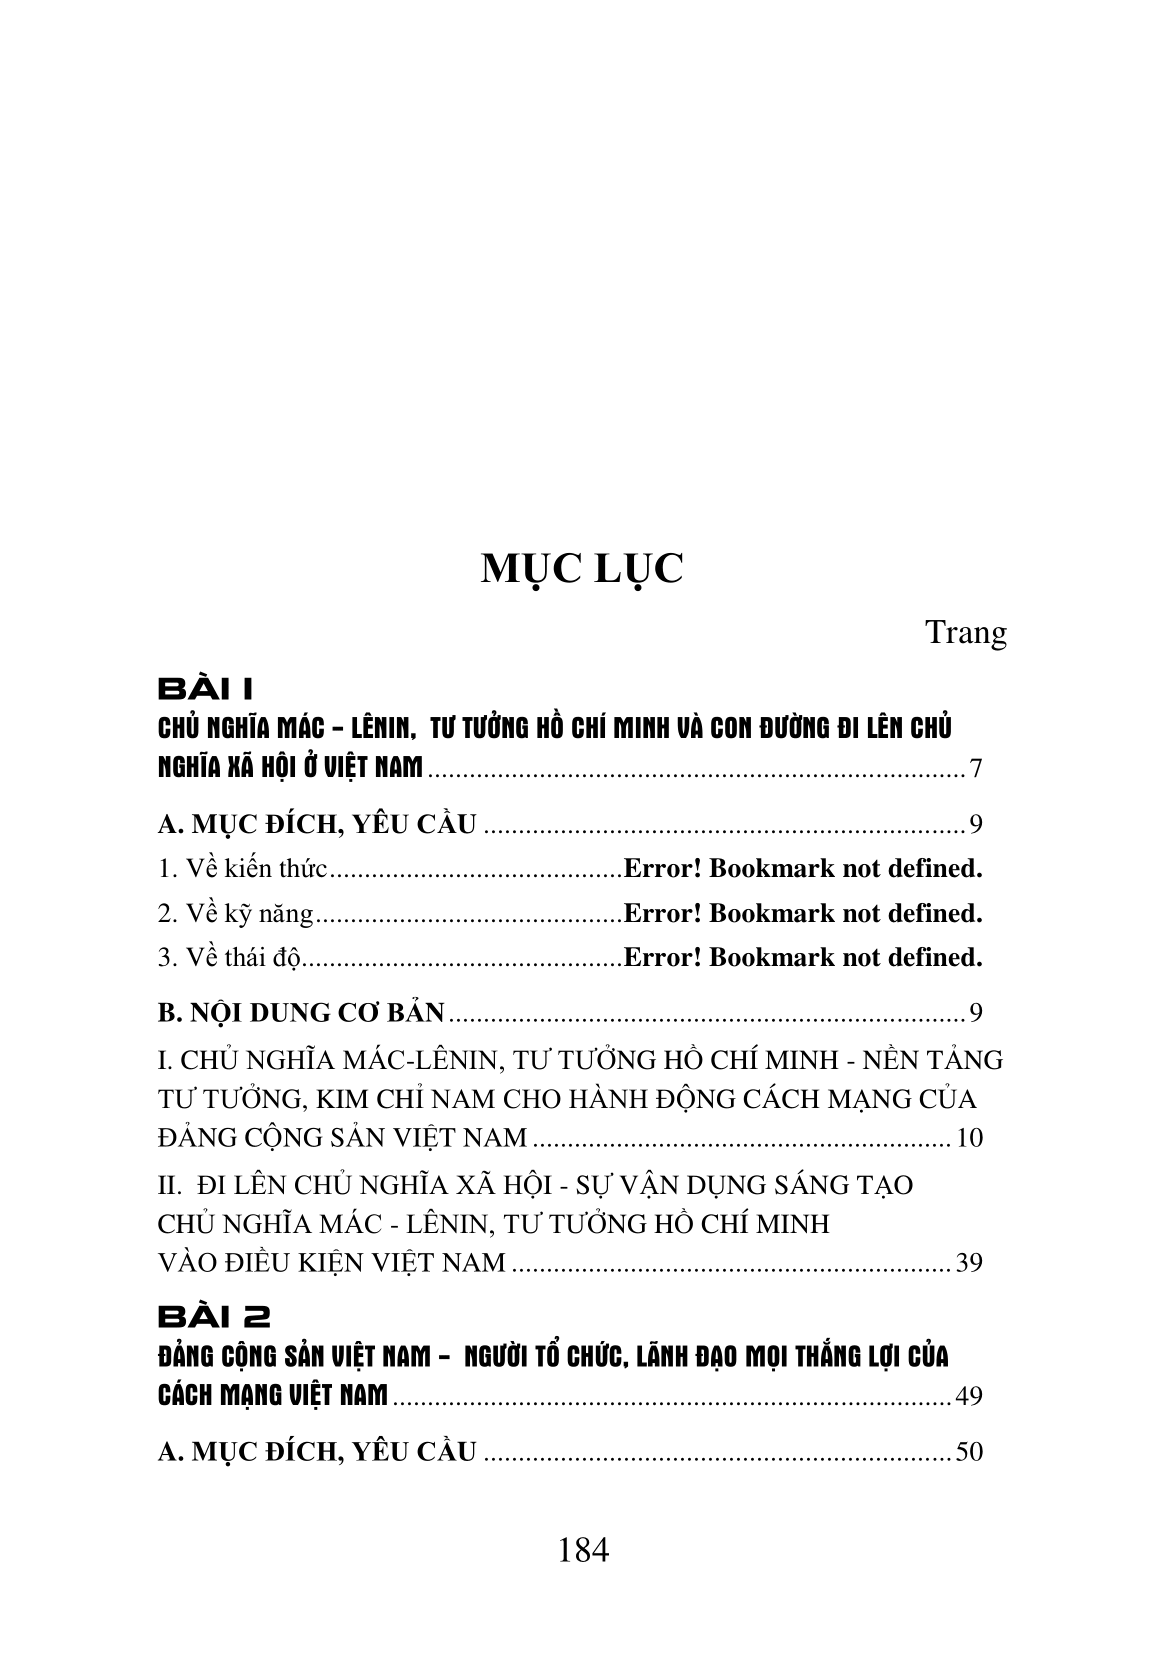 MỤC LỤC
Trang
BÀI 1
CHỦ NGHĨA MÁC – LÊNIN, TƯ TƯỞNG HỒ CHÍ MINH VÀ CON ĐƯỜNG ĐI LÊN CHỦ
NGHĨA XÃ HỘI Ở VIỆT NAM.............................................................................7
A. MỤC ĐÍCH, YÊU CẦU.....................................................................9
1. Về kiến thức..........................................Error! Bookmark not defined.
2. Về kỹ năng............................................Error! Bookmark not defined.
3. Về thái độ..............................................Error! Bookmark not defined.
B. NỘI DUNG CƠ BẢN..........................................................................9
I. CHỦ NGHĨA MÁC-LÊNIN, TƯ TƯỞNG HỒ CHÍ MINH - NỀN TẢNG
TƯ TƯỞNG, KIM CHỈ NAM CHO HÀNH ĐỘNG CÁCH MẠNG CỦA
ĐẢNG CỘNG SẢN VIỆT NAM............................................................10
II. ĐI LÊN CHỦ NGHĨA XÃ HỘI - SỰ VẬN DỤNG SÁNG TẠO
CHỦ NGHĨA MÁC - LÊNIN, TƯ TƯỞNG HỒ CHÍ MINH
VÀO ĐIỀU KIỆN VIỆT NAM...............................................................39
BÀI 2
ĐẢNG CỘNG SẢN VIỆT NAM – NGƯỜI TỔ CHỨC, LÃNH ĐẠO MỌI THẮNG LỢI CỦA
CÁCH MẠNG VIỆT NAM................................................................................49
A. MỤC ĐÍCH, YÊU CẦU...................................................................50
184